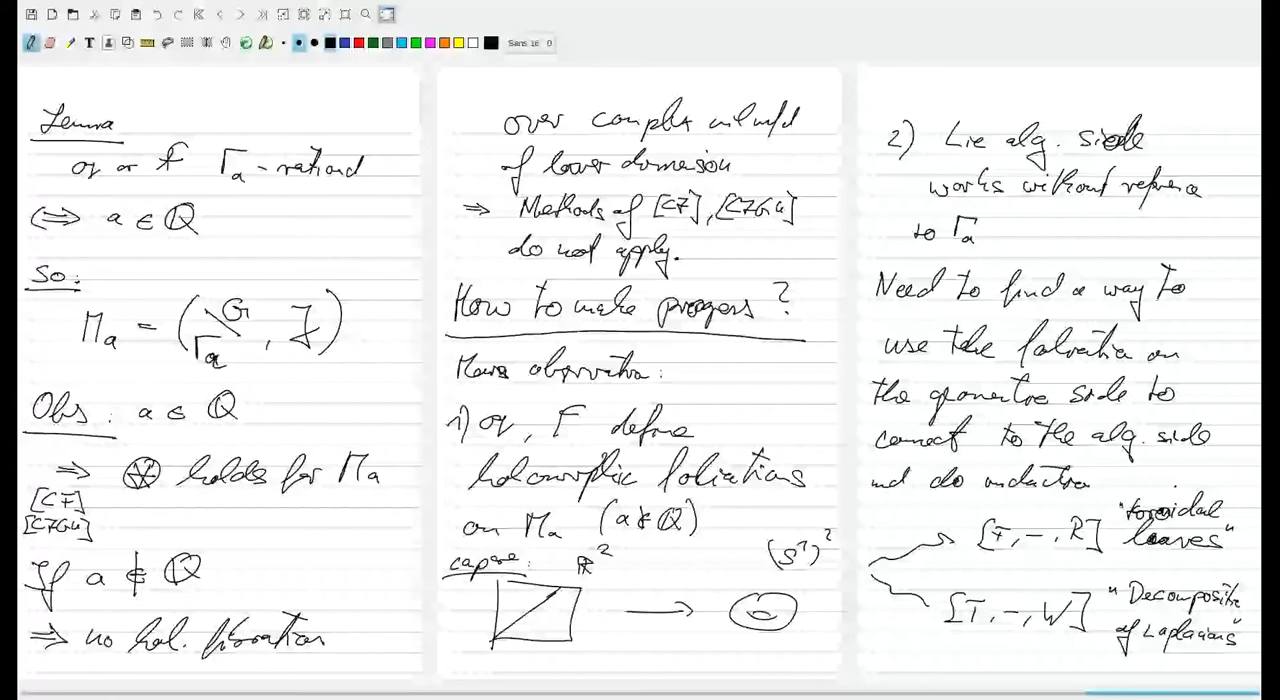 Sans 16
Lemma
or f Γa-rational
⟺ a ∈ ℚ
So:
Ma = (Γa\G, J)
Obs: a ∈ ℚ
⇒ ⊛ holds for Ma
[CF]
[CFGU]
If a ∉ ℚ
⇒ no hol. fibration
over complex
of lower dimension
⇒ Methods of [CF], [CFGU]
do not apply.
How to make progress?
Main observation:
1) 𝔤, F define
holomorphic foliations
on Ma (a ∉ ℚ)
ℝ²
(S¹)²
2) Lie alg. side
works without reference
to Γa
Need to find a way to
use the foliation on
the geometric side to
connect to the alg. side
and do induction
[F, –, R] "toroidal
leaves"
[T, –, W] "Decomposition
of Laplacians"